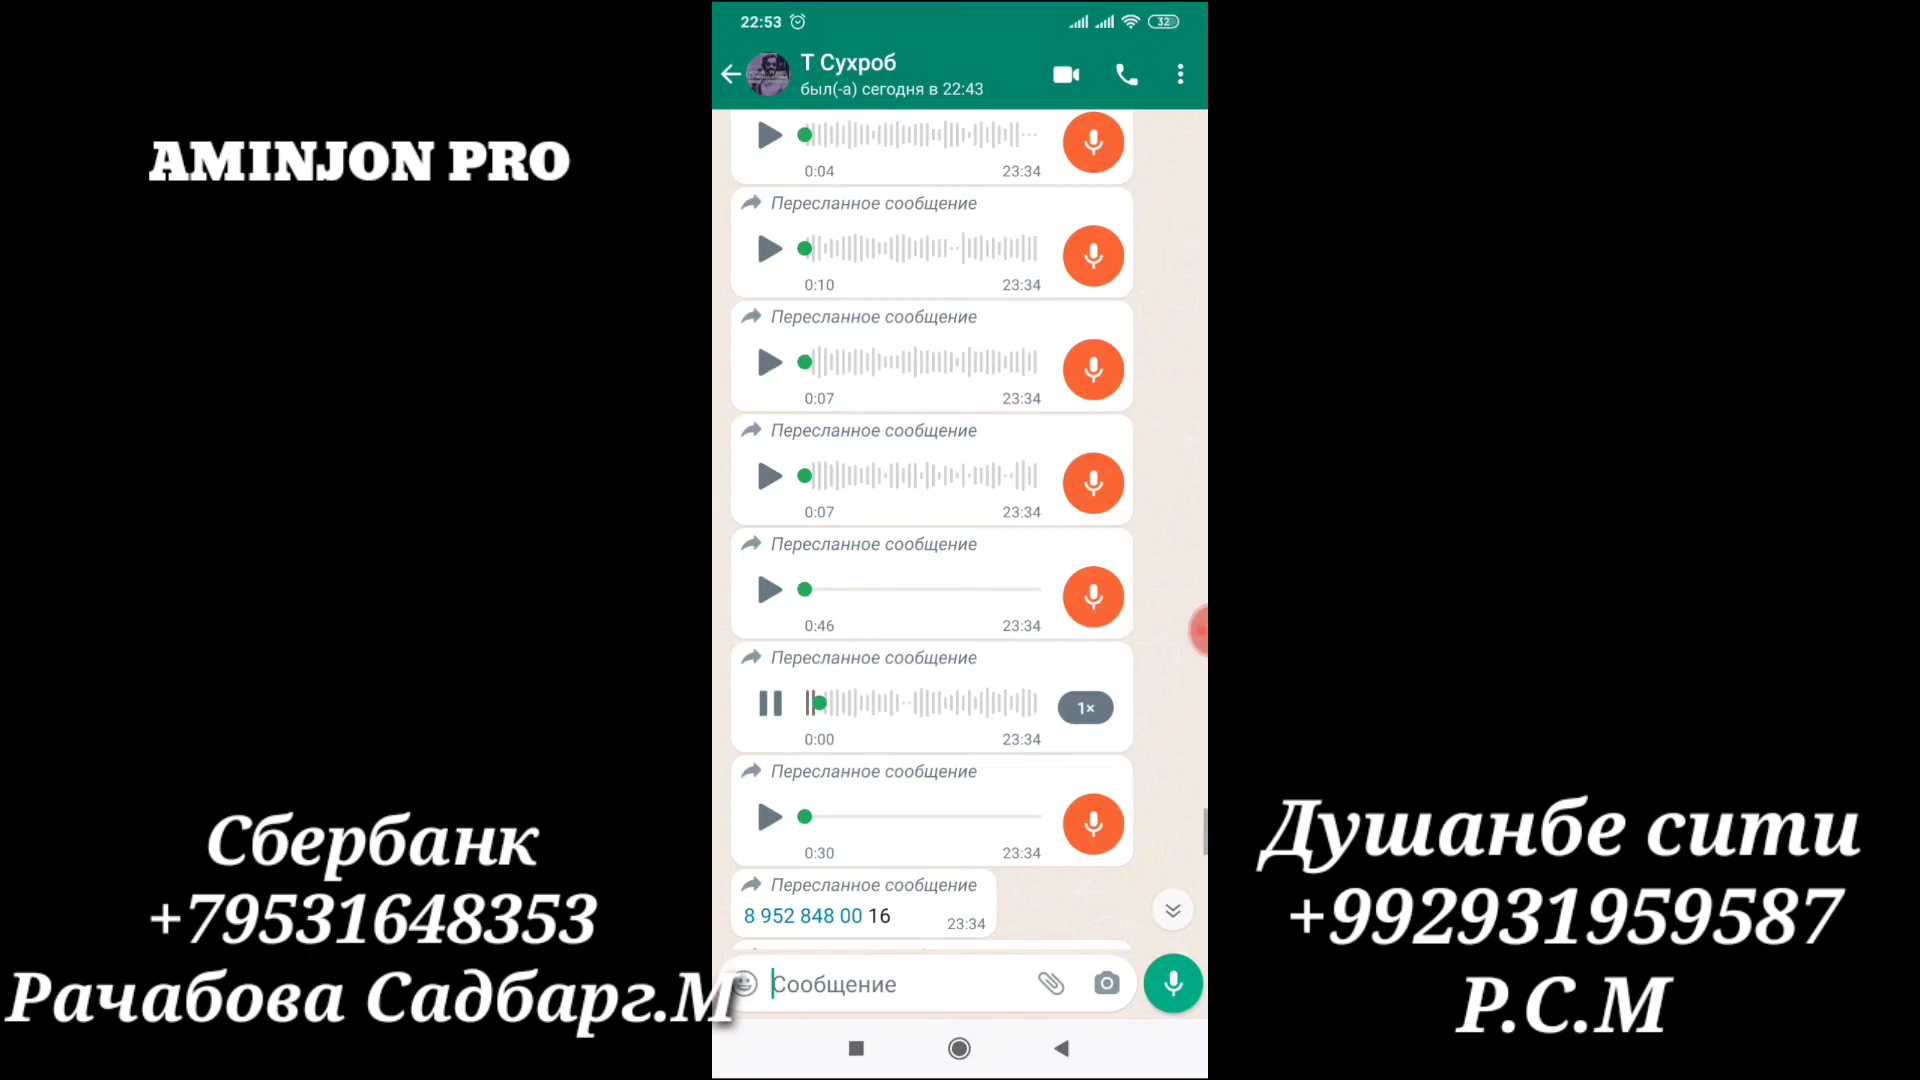 22:53
32
Т Сухроб
был(-а) сегодня в 22:43
AMINJON PRO
0:04 23:34
Пересланное сообщение
0:10 23:34
Пересланное сообщение
0:07 23:34
Пересланное сообщение
0:07 23:34
Пересланное сообщение
0:46 23:34
Пересланное сообщение
1×
0:00 23:34
Пересланное сообщение
0:30 23:34
Пересланное сообщение
8 952 848 00 16 23:34
Сообщение
Сбербанк
+79531648353
Рачабова Садбарг.М
Душанбе сити
+992931959587
Р.С.М